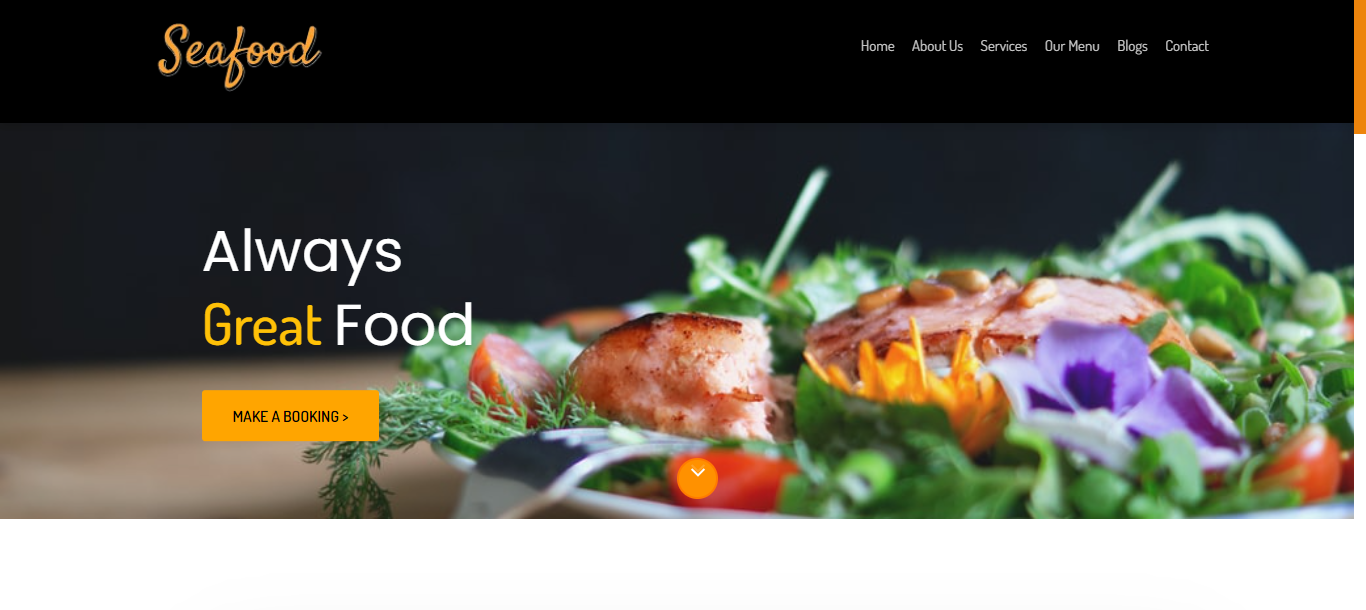 Seafood
Home About Us Services Our Menu Blogs Contact
Always
Great Food
MAKE A BOOKING >